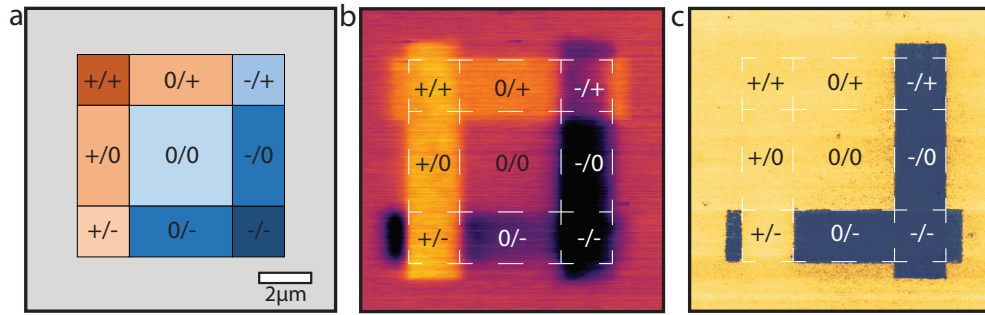 a
+/+ 0/+ -/+
+/0 0/0 -/0
+/- 0/- -/-
2µm
b
+/+ 0/+ -/+
+/0 0/0 -/0
+/- 0/- -/-
c
+/+ 0/+ -/+
+/0 0/0 -/0
+/- 0/- -/-